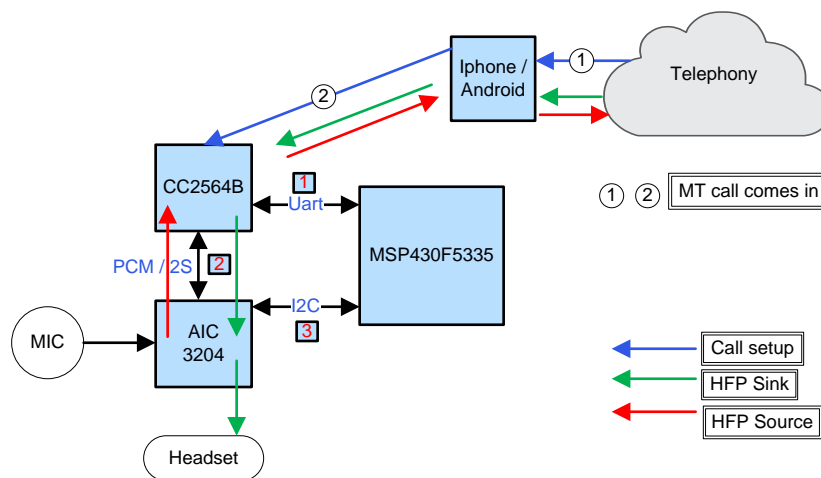 1
Iphone /
Android
Telephony
2
CC2564B
1
Uart
1 2 MT call comes in
MSP430F5335
PCM / 2S
2
I2C
3
MIC
AIC
3204
Call setup
HFP Sink
HFP Source
Headset